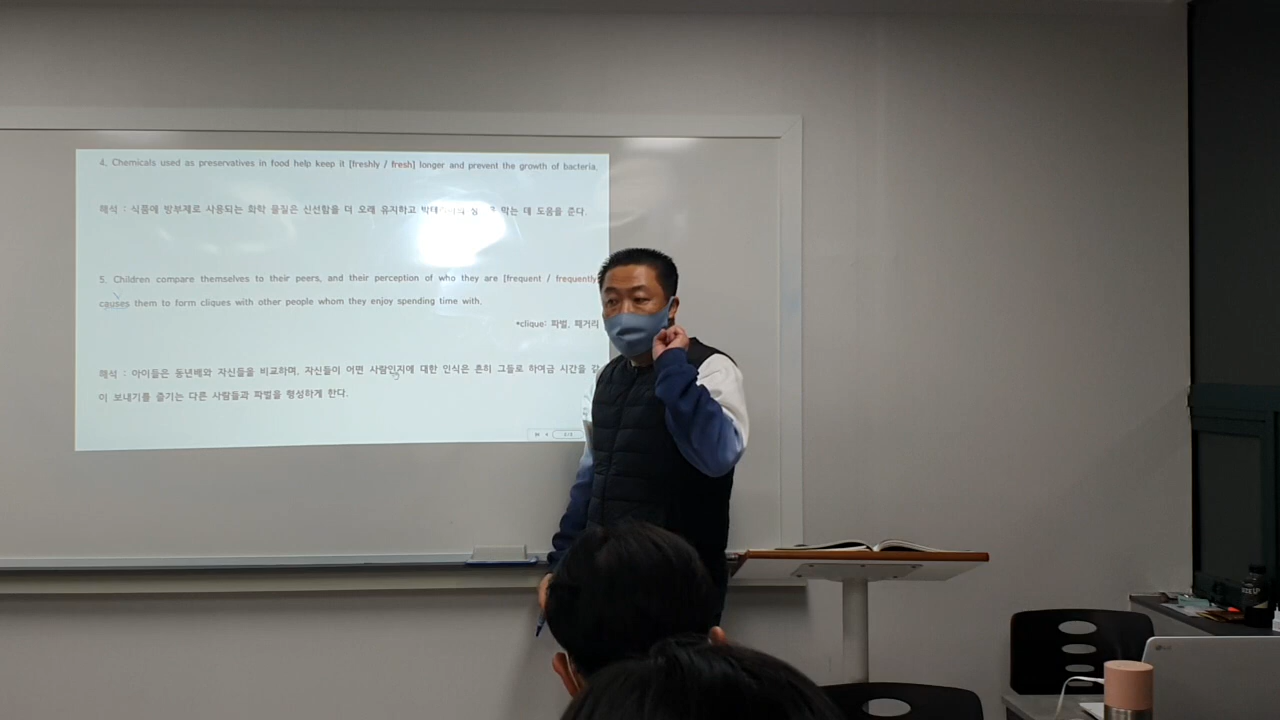 4. Chemicals used as preservatives in food help keep it [freshly / fresh] longer and prevent the growth of bacteria.
해석 : 식품에 방부제로 사용되는 화학 물질은 신선함을 더 오래 유지하고 막는 데 도움을 준다.
5. Children compare themselves to their peers, and their perception of who they are [frequent / frequently
causes them to form cliques with other people whom they enjoy spending time with.
*clique: 파벌, 패거리
해석 : 아이들은 동년배와 자신들을 비교하며, 자신들이 어떤 사람인지에 대한 인식은 흔히 그들로 하여금 시간을 같
이 보내기를 즐기는 다른 사람들과 파벌을 형성하게 한다.